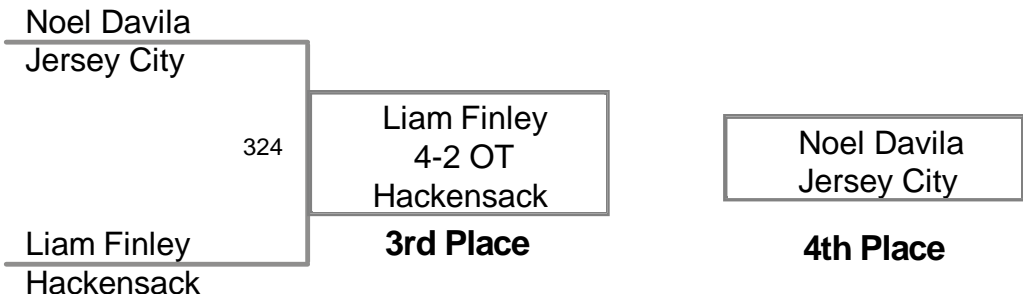 Noel Davila
Jersey City
324
Liam Finley
Hackensack
Liam Finley
4-2 OT
Hackensack
3rd Place
Noel Davila
Jersey City
4th Place